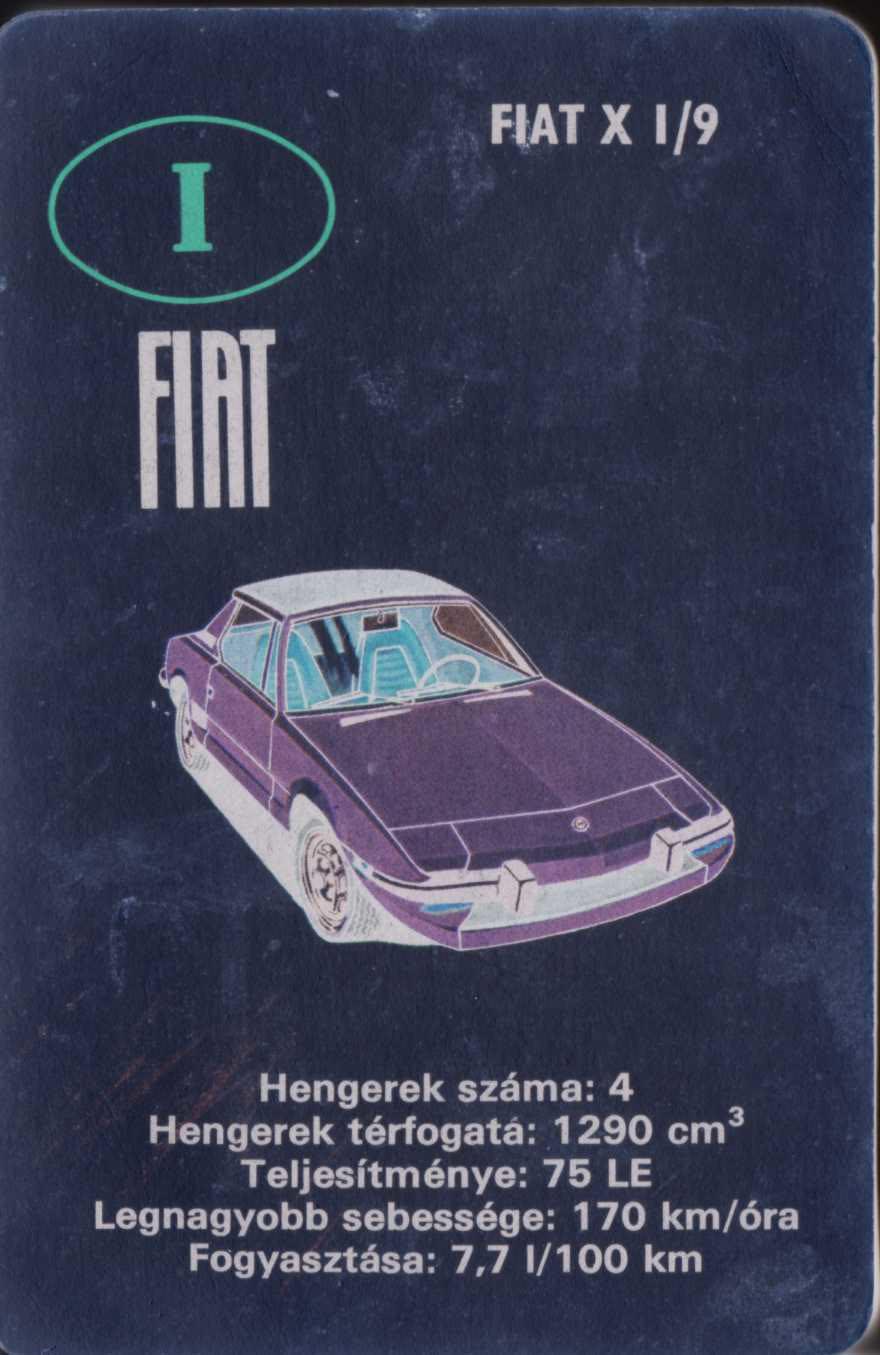 FIAT X 1/9
I
FIAT
Hengerek száma: 4
Hengerek térfogatá: 1290 cm³
Teljesítménye: 75 LE
Legnagyobb sebessége: 170 km/óra
Fogyasztása: 7,7 l/100 km